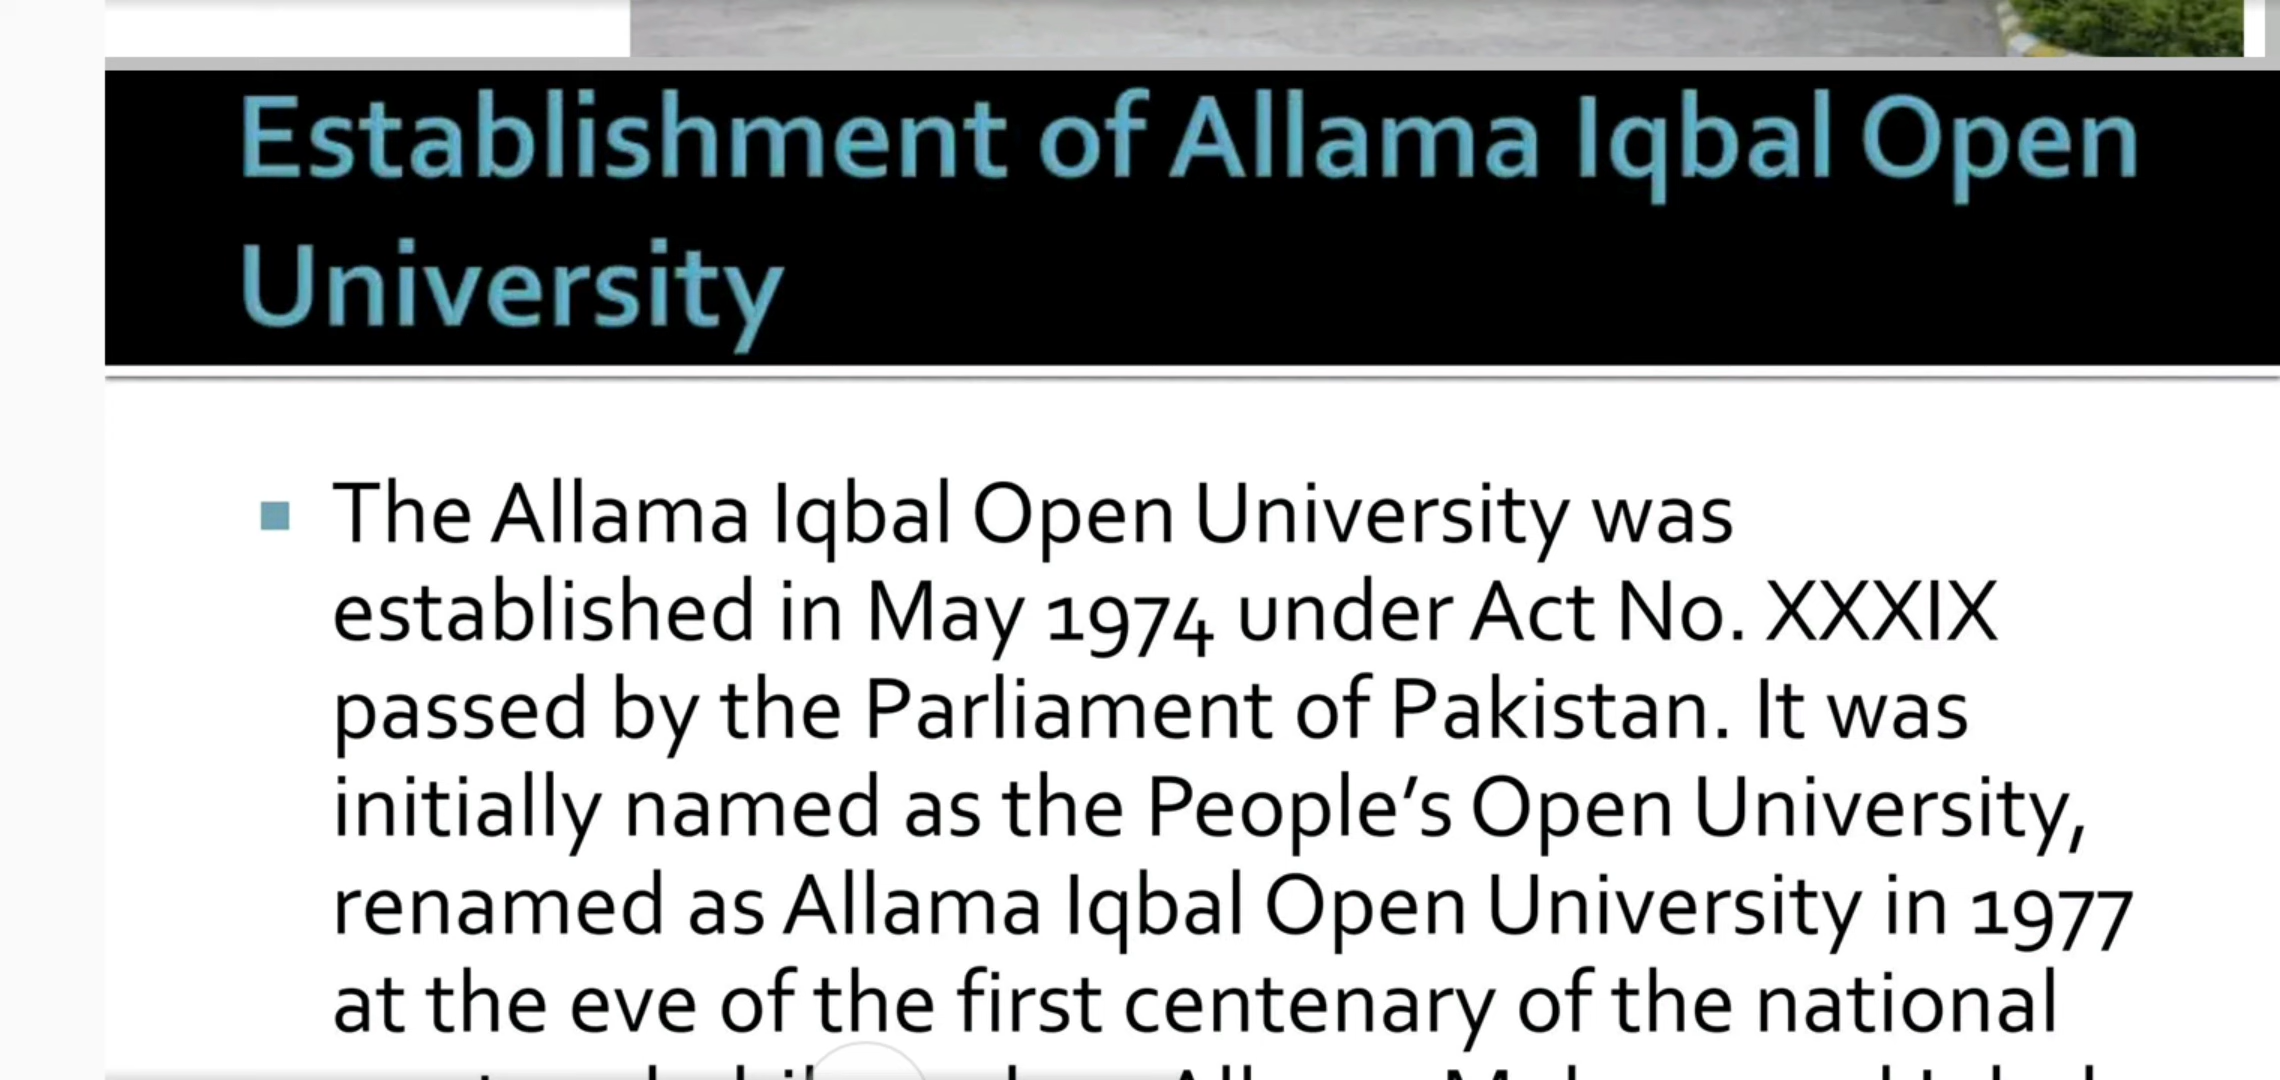 Establishment of Allama Iqbal Open
University
The Allama Iqbal Open University was
established in May 1974 under Act No. XXXIX
passed by the Parliament of Pakistan. It was
initially named as the People’s Open University,
renamed as Allama Iqbal Open University in 1977
at the eve of the first centenary of the national